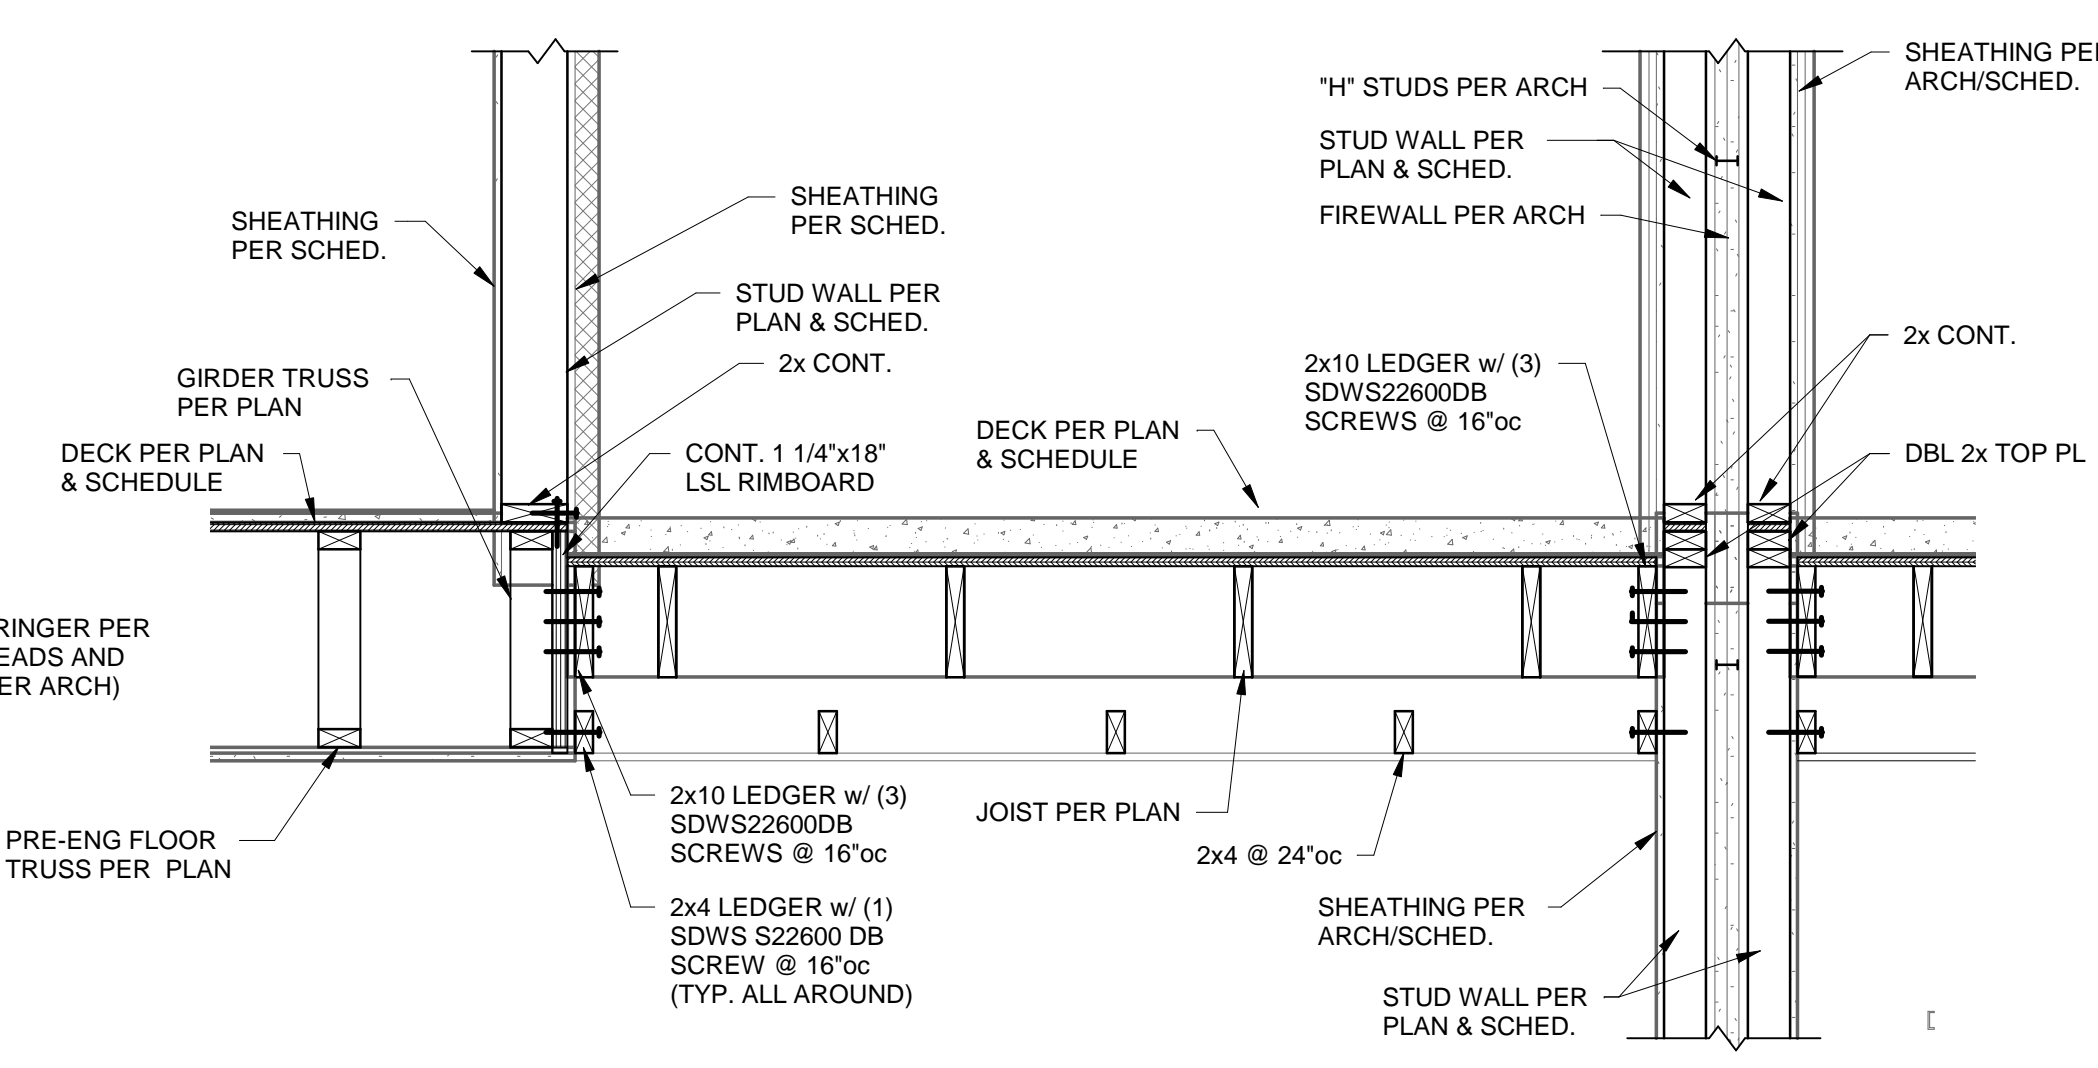 SHEATHING
PER SCHED.
GIRDER TRUSS
PER PLAN
DECK PER PLAN
& SCHEDULE
RINGER PER
EADS AND
ER ARCH)
PRE-ENG FLOOR
TRUSS PER PLAN
SHEATHING
PER SCHED.
STUD WALL PER
PLAN & SCHED.
2x CONT.
CONT. 1 1/4"x18"
LSL RIMBOARD
2x10 LEDGER w/ (3)
SDWS22600DB
SCREWS @ 16"oc
2x4 LEDGER w/ (1)
SDWS S22600 DB
SCREW @ 16"oc
(TYP. ALL AROUND)
DECK PER PLAN
& SCHEDULE
JOIST PER PLAN
2x4 @ 24"oc
"H" STUDS PER ARCH
STUD WALL PER
PLAN & SCHED.
FIREWALL PER ARCH
2x10 LEDGER w/ (3)
SDWS22600DB
SCREWS @ 16"oc
SHEATHING PER
ARCH/SCHED.
STUD WALL PER
PLAN & SCHED.
SHEATHING PE
ARCH/SCHED.
2x CONT.
DBL 2x TOP PL